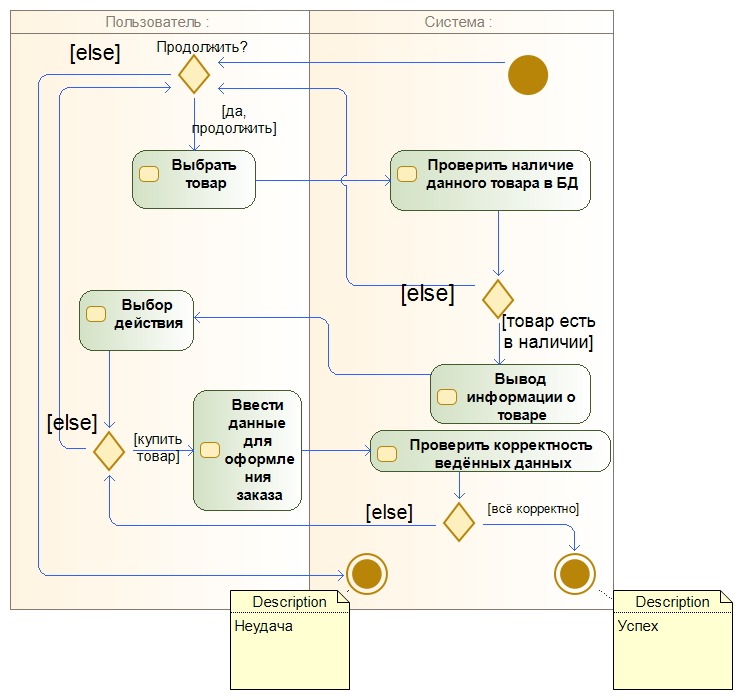 Пользователь :
Система :
[else]
Продолжить?
[да,
продолжить]
Выбрать
товар
Проверить наличие
данного товара в БД
[else]
[товар есть
в наличии]
Выбор
действия
Вывод
информации о
товаре
[else]
[купить
товар]
Ввести
данные
для
оформле
ния
заказа
Проверить корректность
ведённых данных
[else]
[всё корректно]
Description
Неудача
Description
Успех